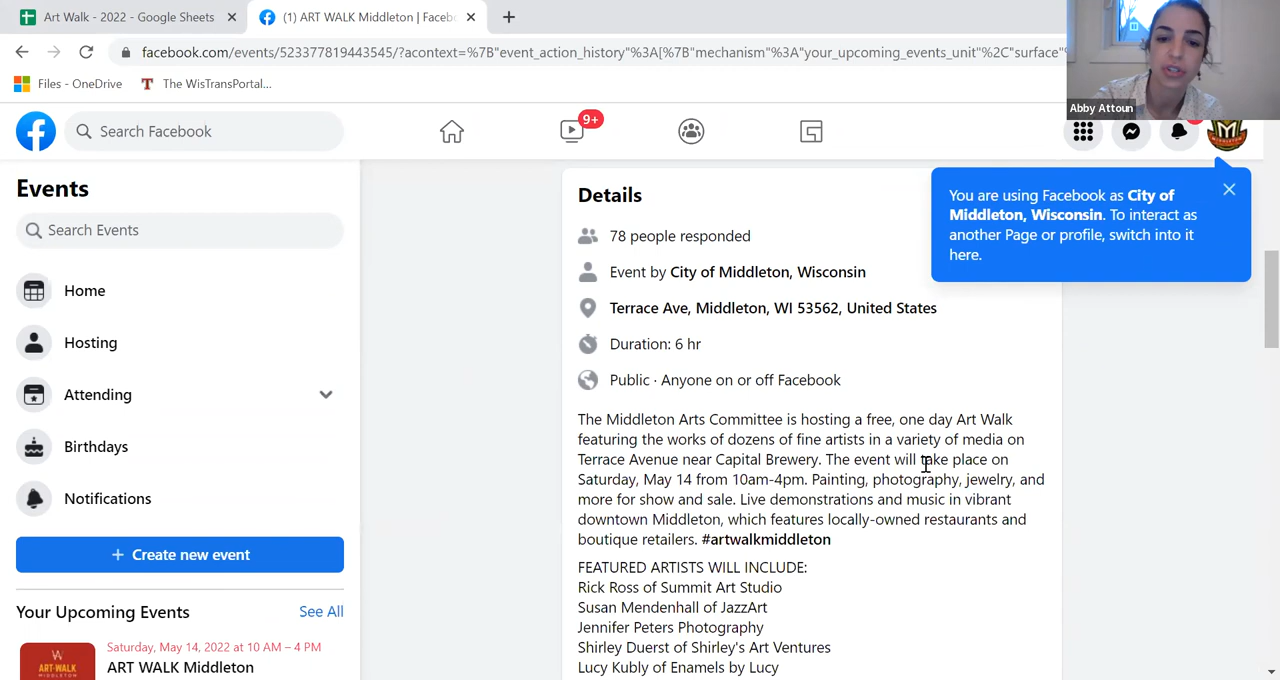 Art Walk - 2022 - Google Sheets
(1) ART WALK Middleton | Faceb
facebook.com/events/523377819443545/?acontext=%7B"event_action_history"%3A[%7B"mechanism"%3A"your_upcoming_events_unit"%2C"surface"%
Files - OneDrive
The WisTransPortal...
Abby Attoun
Search Facebook
9+
Events
Search Events
Home
Hosting
Attending
Birthdays
Notifications
+ Create new event
Your Upcoming Events
See All
ART-WALK
MIDDLETON
Saturday, May 14, 2022 at 10 AM – 4 PM
ART WALK Middleton
Details
78 people responded
Event by City of Middleton, Wisconsin
Terrace Ave, Middleton, WI 53562, United States
Duration: 6 hr
Public · Anyone on or off Facebook
The Middleton Arts Committee is hosting a free, one day Art Walk
featuring the works of dozens of fine artists in a variety of media on
Terrace Avenue near Capital Brewery. The event will take place on
Saturday, May 14 from 10am-4pm. Painting, photography, jewelry, and
more for show and sale. Live demonstrations and music in vibrant
downtown Middleton, which features locally-owned restaurants and
boutique retailers. #artwalkmiddleton
FEATURED ARTISTS WILL INCLUDE:
Rick Ross of Summit Art Studio
Susan Mendenhall of JazzArt
Jennifer Peters Photography
Shirley Duerst of Shirley's Art Ventures
Lucy Kubly of Enamels by Lucy
You are using Facebook as City of
Middleton, Wisconsin. To interact as
another Page or profile, switch into it
here.